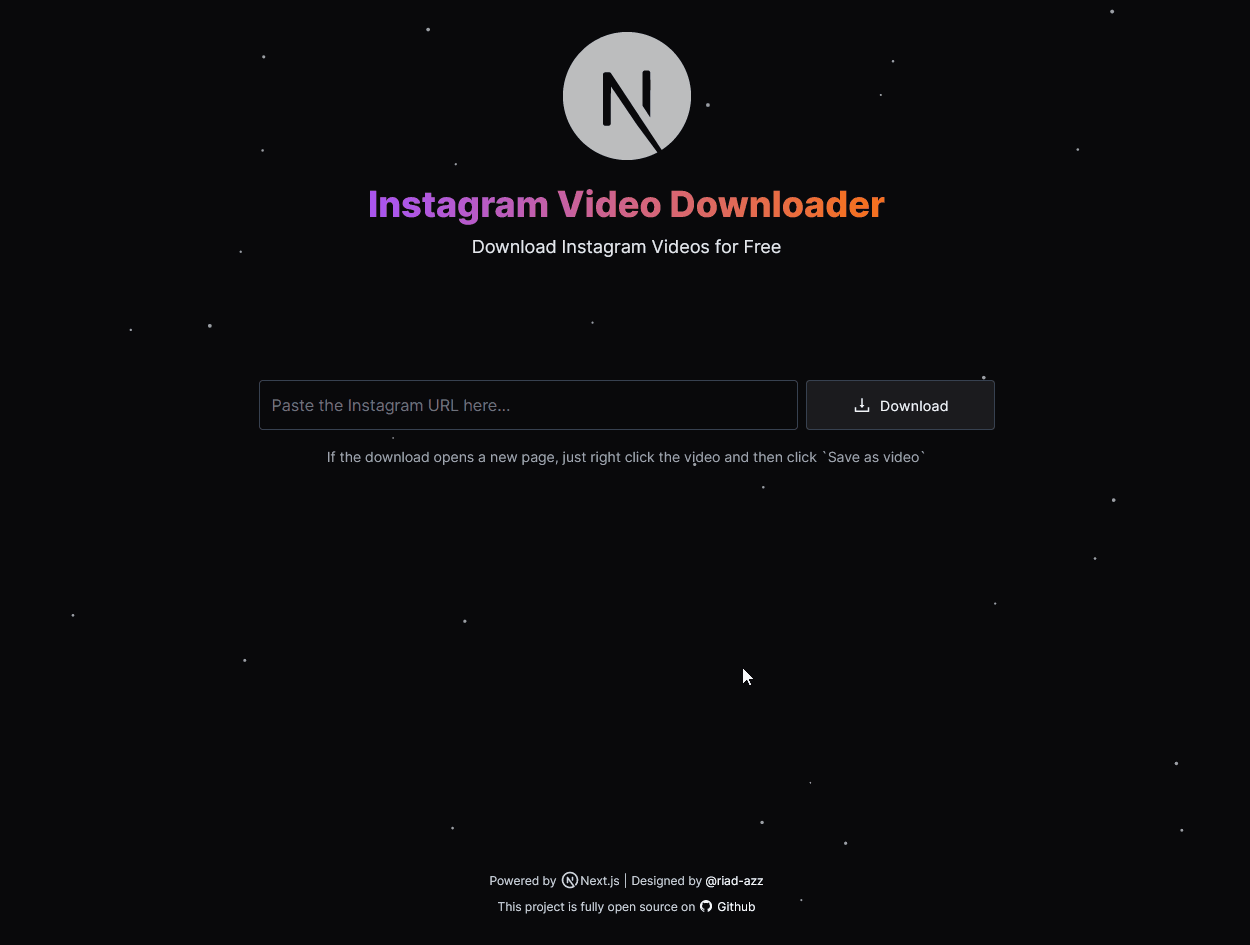 N
Instagram Video Downloader
Download Instagram Videos for Free
Paste the Instagram URL here...
Download
If the download opens a new page, just right click the video and then click `Save as video`
Powered by N Next.js | Designed by @riad-azz
This project is fully open source on Github